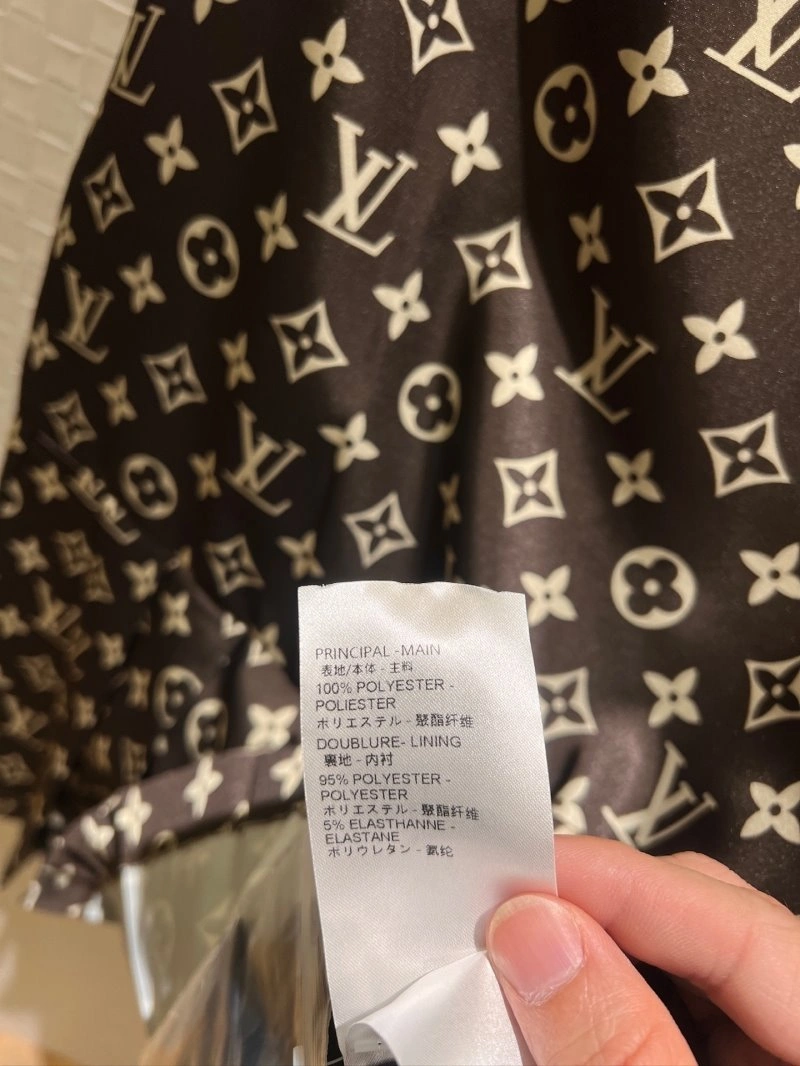 PRINCIPAL -MAIN
表地/本体 - 主料
100% POLYESTER -
POLIESTER
ポリエステル - 聚酯纤维
DOUBLURE- LINING
裏地 - 内衬
95% POLYESTER -
POLYESTER
ポリエステル - 聚酯纤维
5% ELASTHANNE -
ELASTANE
ポリウレタン - 氨纶